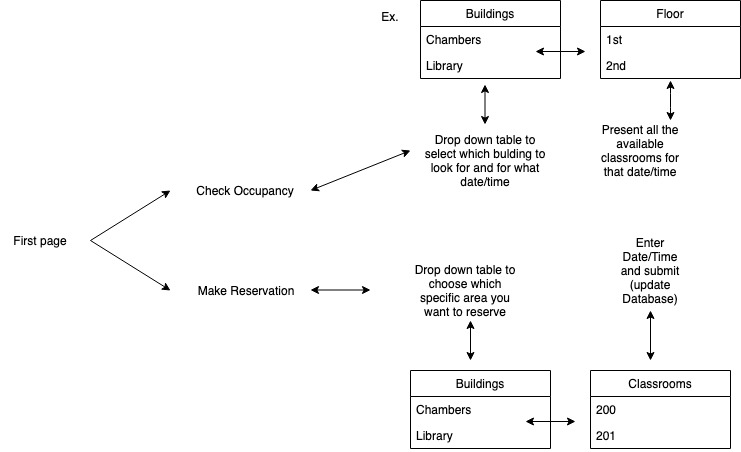 Ex.
Buildings
Chambers
Library
Floor
1st
2nd
Drop down table to
select which bulding to
look for and for what
date/time
Present all the
available
classrooms for
that date/time
Check Occupancy
First page
Make Reservation
Drop down table to
choose which
specific area you
want to reserve
Enter
Date/Time
and submit
(update
Database)
Buildings
Chambers
Library
Classrooms
200
201